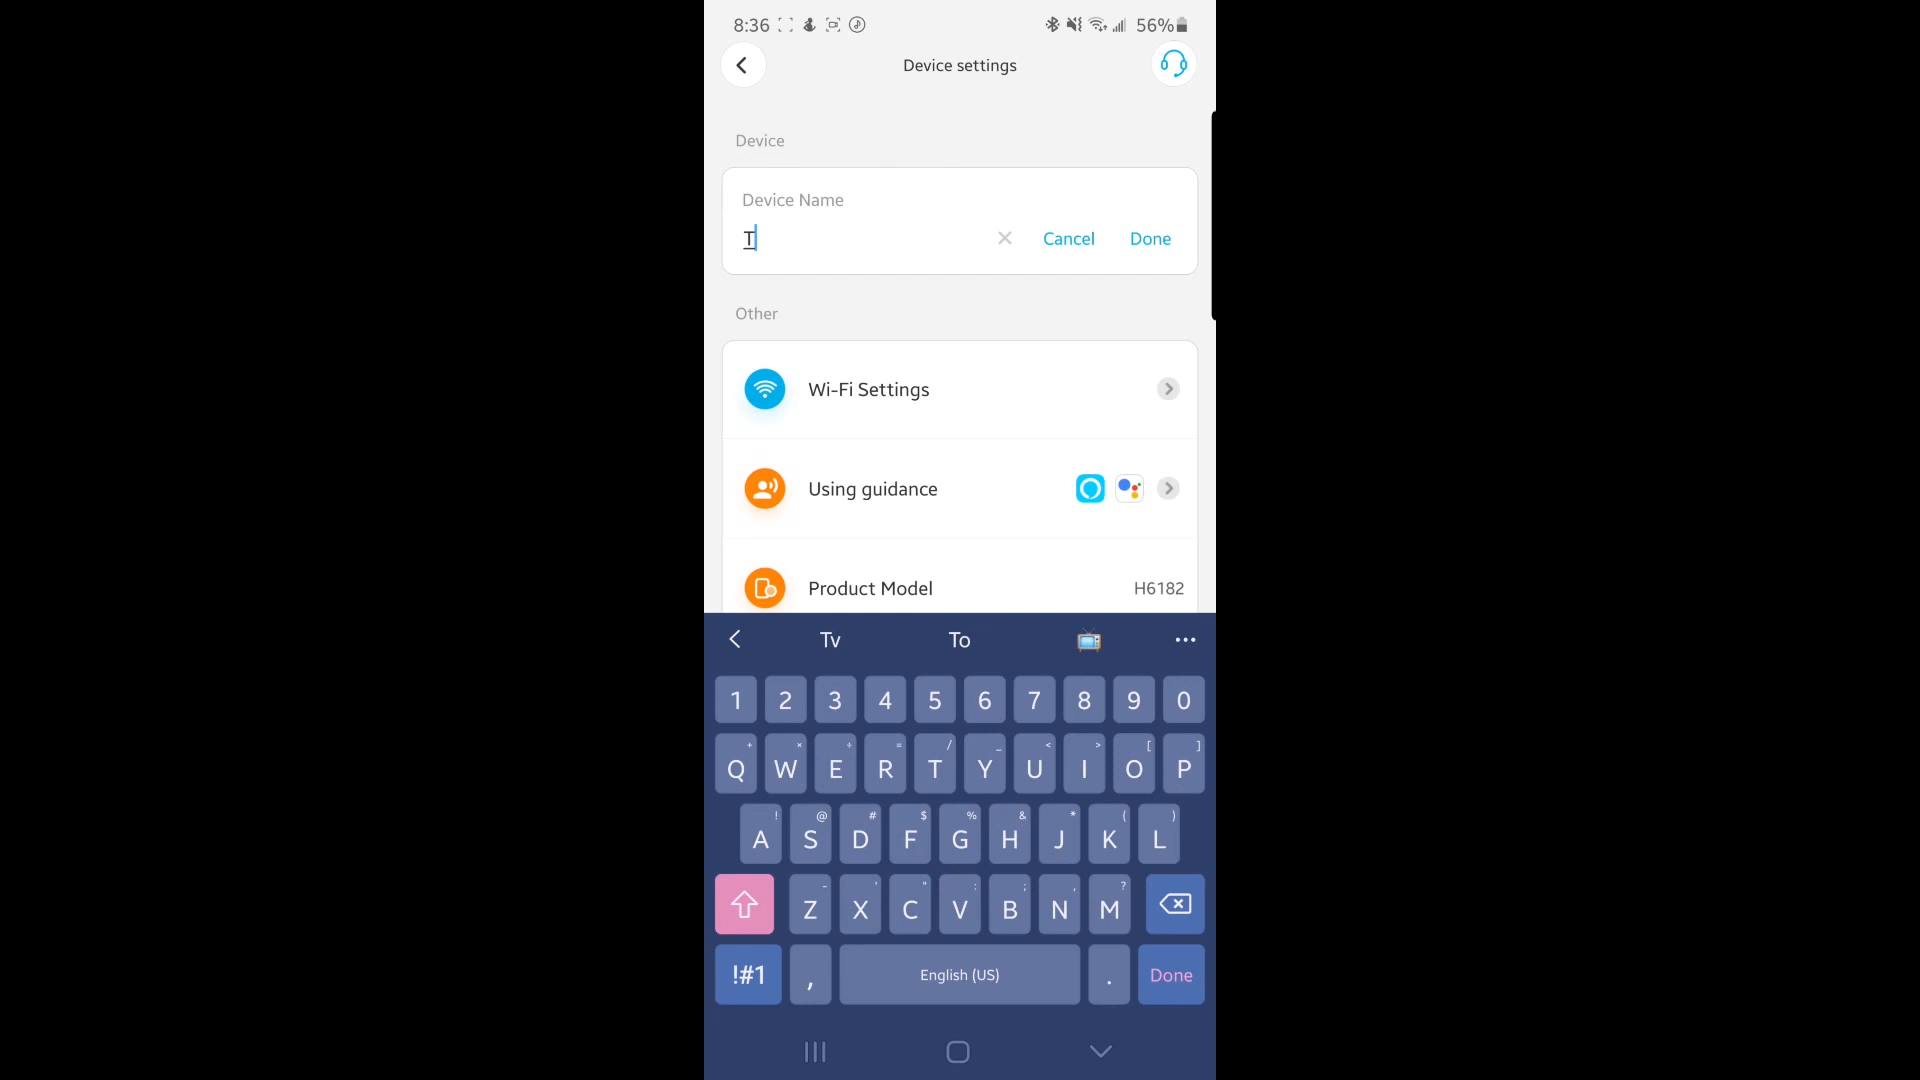 8:36 56%
Device settings
Device
Device Name
T Cancel Done
Other
Wi-Fi Settings
Using guidance
Product Model H6182
Tv To
1 2 3 4 5 6 7 8 9 0
+ × ÷ = / _ < > [ ]
Q W E R T Y U I O P
! @ # $ % & * ( )
A S D F G H J K L
- ' " : ; , ?
Z X C V B N M
!#1 , English (US) . Done